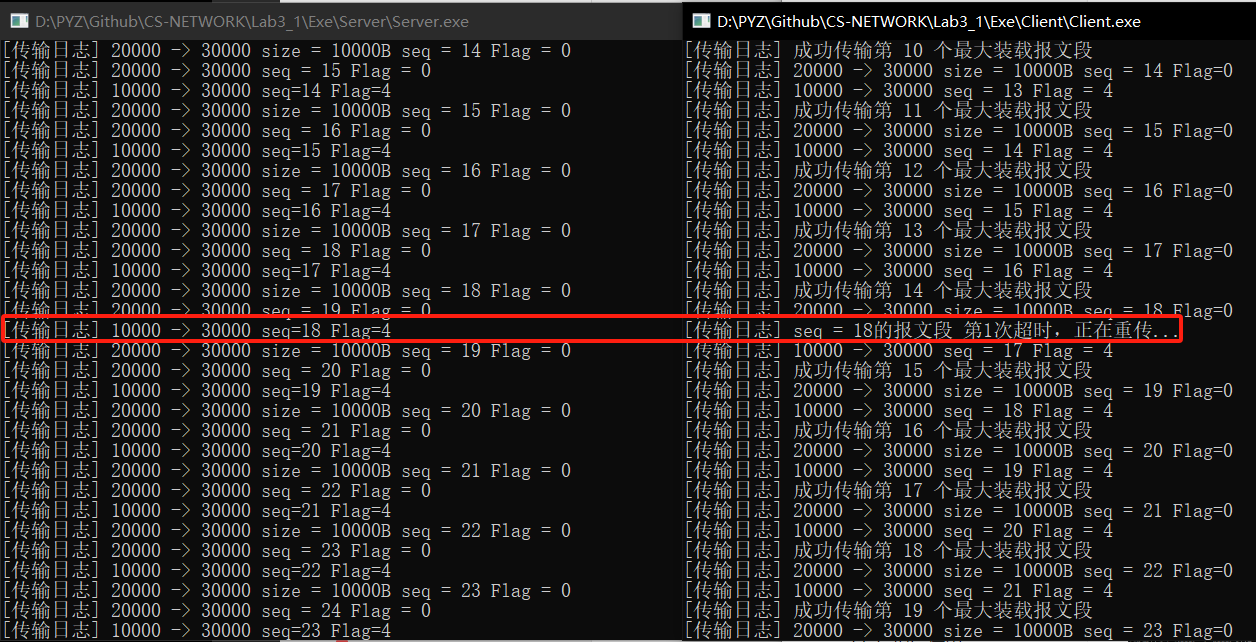 D:\PYZ\Github\CS-NETWORK\Lab3_1\Exe\Server\Server.exe
[传输日志] 20000 -> 30000 size = 10000B seq = 14 Flag = 0
[传输日志] 20000 -> 30000 seq = 15 Flag = 0
[传输日志] 10000 -> 30000 seq=14 Flag=4
[传输日志] 20000 -> 30000 size = 10000B seq = 15 Flag = 0
[传输日志] 20000 -> 30000 seq = 16 Flag = 0
[传输日志] 10000 -> 30000 seq=15 Flag=4
[传输日志] 20000 -> 30000 size = 10000B seq = 16 Flag = 0
[传输日志] 20000 -> 30000 seq = 17 Flag = 0
[传输日志] 10000 -> 30000 seq=16 Flag=4
[传输日志] 20000 -> 30000 size = 10000B seq = 17 Flag = 0
[传输日志] 20000 -> 30000 seq = 18 Flag = 0
[传输日志] 10000 -> 30000 seq=17 Flag=4
[传输日志] 20000 -> 30000 size = 10000B seq = 18 Flag = 0
[传输日志] 20000 -> 30000 seq = 19 Flag = 0
[传输日志] 10000 -> 30000 seq=18 Flag=4
[传输日志] 20000 -> 30000 size = 10000B seq = 19 Flag = 0
[传输日志] 20000 -> 30000 seq = 20 Flag = 0
[传输日志] 10000 -> 30000 seq=19 Flag=4
[传输日志] 20000 -> 30000 size = 10000B seq = 20 Flag = 0
[传输日志] 20000 -> 30000 seq = 21 Flag = 0
[传输日志] 10000 -> 30000 seq=20 Flag=4
[传输日志] 20000 -> 30000 size = 10000B seq = 21 Flag = 0
[传输日志] 20000 -> 30000 seq = 22 Flag = 0
[传输日志] 10000 -> 30000 seq=21 Flag=4
[传输日志] 20000 -> 30000 size = 10000B seq = 22 Flag = 0
[传输日志] 20000 -> 30000 seq = 23 Flag = 0
[传输日志] 10000 -> 30000 seq=22 Flag=4
[传输日志] 20000 -> 30000 size = 10000B seq = 23 Flag = 0
[传输日志] 20000 -> 30000 seq = 24 Flag = 0
[传输日志] 10000 -> 30000 seq=23 Flag=4
D:\PYZ\Github\CS-NETWORK\Lab3_1\Exe\Client\Client.exe
[传输日志] 成功传输第 10 个最大装载报文段
[传输日志] 20000 -> 30000 size = 10000B seq = 14 Flag=0
[传输日志] 10000 -> 30000 seq = 13 Flag = 4
[传输日志] 成功传输第 11 个最大装载报文段
[传输日志] 20000 -> 30000 size = 10000B seq = 15 Flag=0
[传输日志] 10000 -> 30000 seq = 14 Flag = 4
[传输日志] 成功传输第 12 个最大装载报文段
[传输日志] 20000 -> 30000 size = 10000B seq = 16 Flag=0
[传输日志] 10000 -> 30000 seq = 15 Flag = 4
[传输日志] 成功传输第 13 个最大装载报文段
[传输日志] 20000 -> 30000 size = 10000B seq = 17 Flag=0
[传输日志] 10000 -> 30000 seq = 16 Flag = 4
[传输日志] 成功传输第 14 个最大装载报文段
[传输日志] 20000 -> 30000 size = 10000B seq = 18 Flag=0
[传输日志] seq = 18的报文段 第1次超时，正在重传...
[传输日志] 10000 -> 30000 seq = 17 Flag = 4
[传输日志] 成功传输第 15 个最大装载报文段
[传输日志] 20000 -> 30000 size = 10000B seq = 19 Flag=0
[传输日志] 10000 -> 30000 seq = 18 Flag = 4
[传输日志] 成功传输第 16 个最大装载报文段
[传输日志] 20000 -> 30000 size = 10000B seq = 20 Flag=0
[传输日志] 10000 -> 30000 seq = 19 Flag = 4
[传输日志] 成功传输第 17 个最大装载报文段
[传输日志] 20000 -> 30000 size = 10000B seq = 21 Flag=0
[传输日志] 10000 -> 30000 seq = 20 Flag = 4
[传输日志] 成功传输第 18 个最大装载报文段
[传输日志] 20000 -> 30000 size = 10000B seq = 22 Flag=0
[传输日志] 10000 -> 30000 seq = 21 Flag = 4
[传输日志] 成功传输第 19 个最大装载报文段
[传输日志] 20000 -> 30000 size = 10000B seq = 23 Flag=0